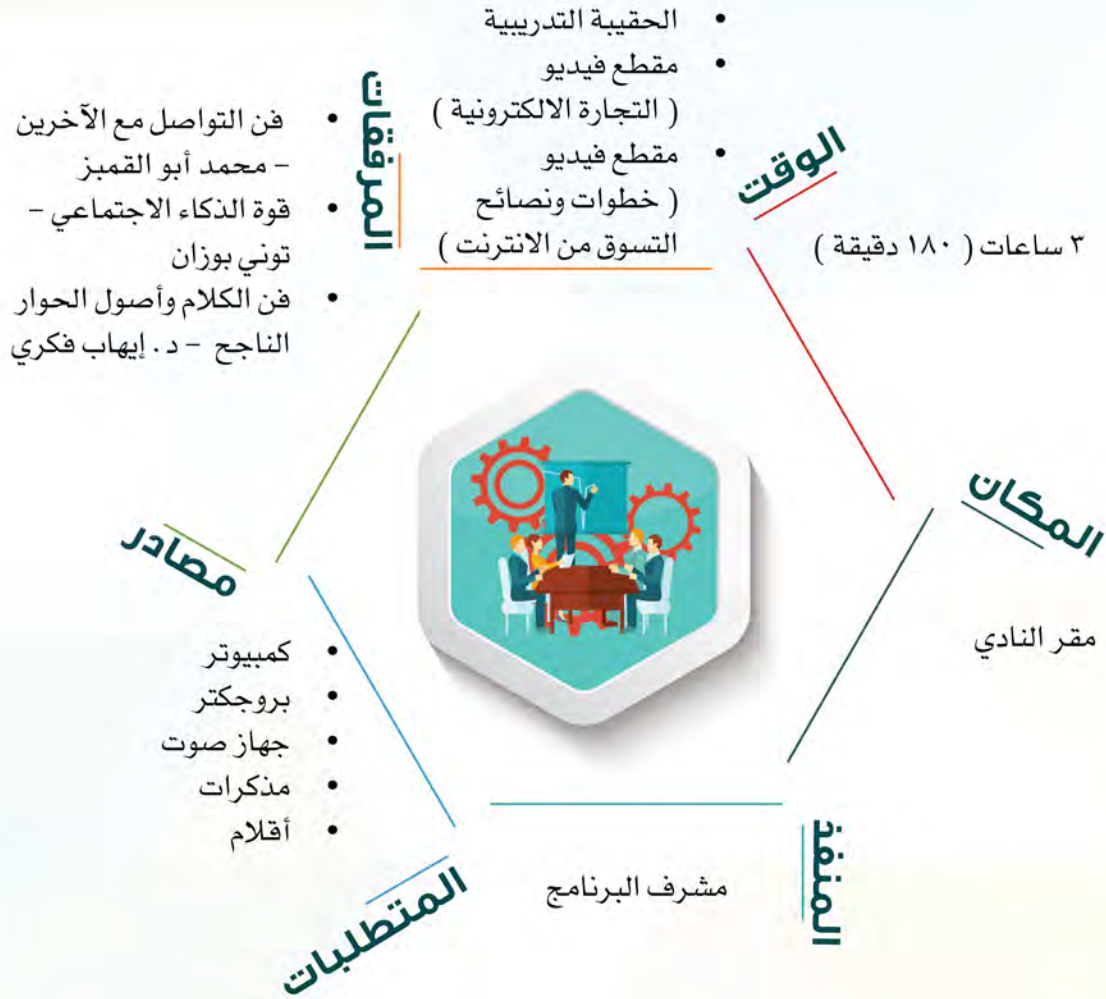 الوقت
٣ ساعات ( ١٨٠ دقيقة )
المكان
مقر النادي
المنفذ
مشرف البرنامج
المتطلبات
• كمبيوتر
• بروجكتر
• جهاز صوت
• مذكرات
• أقلام
مصادر
• فن التواصل مع الآخرين
– محمد أبو القمبز
• قوة الذكاء الاجتماعي –
توني بوزان
• فن الكلام وأصول الحوار
الناجح – د. إيهاب فكري
المرفقات
• الحقيبة التدريبية
• مقطع فيديو
( التجارة الالكترونية )
• مقطع فيديو
( خطوات ونصائح
التسوق من الانترنت )